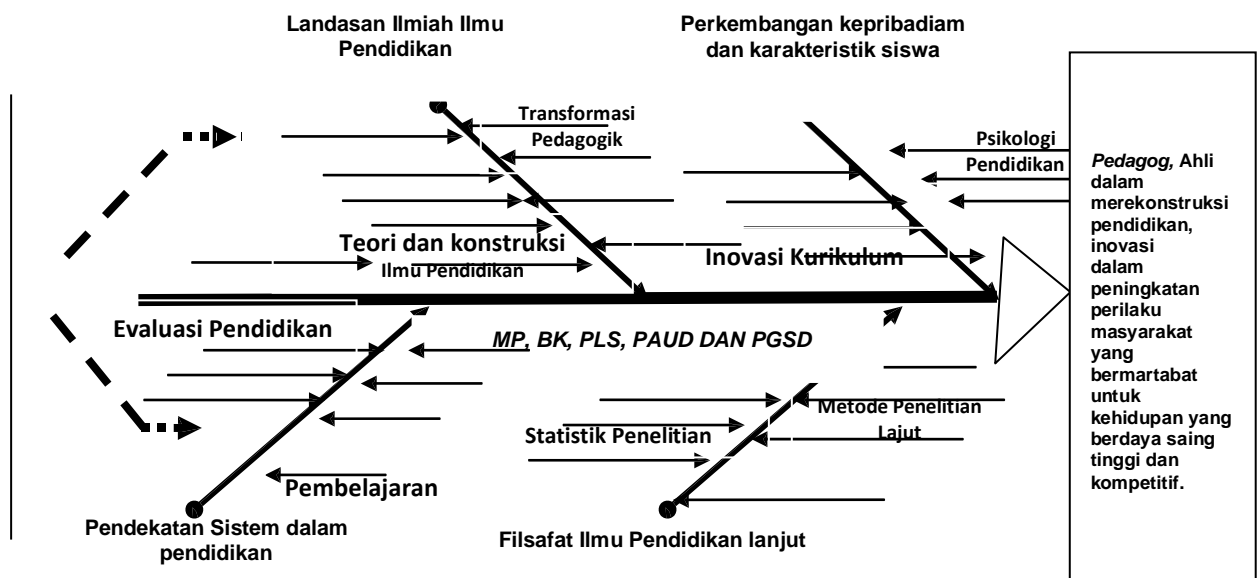 Landasan Ilmiah Ilmu
Pendidikan
Perkembangan kepribadiam
dan karakteristik siswa
Transformasi
Pedagogik
Psikologi
Pendidikan
Teori dan konstruksi
Ilmu Pendidikan
Inovasi Kurikulum
Evaluasi Pendidikan
MP, BK, PLS, PAUD DAN PGSD
Statistik Penelitian
Metode Penelitian
Lajut
Pembelajaran
Pendekatan Sistem dalam
pendidikan
Filsafat Ilmu Pendidikan lanjut
Pedagog, Ahli
dalam
merekonstruksi
pendidikan,
inovasi
dalam
peningkatan
perilaku
masyarakat
yang
bermartabat
untuk
kehidupan yang
berdaya saing
tinggi dan
kompetitif.